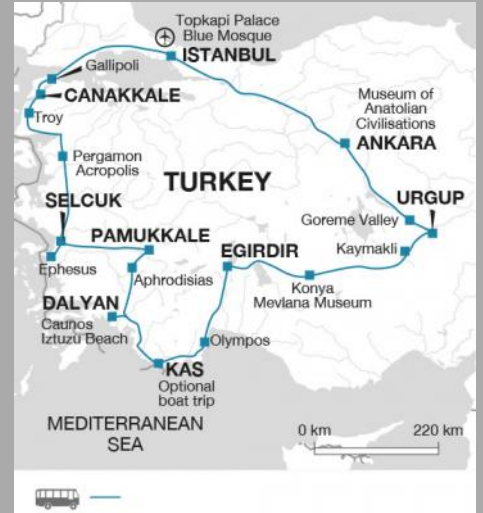 Topkapi Palace
Blue Mosque
ISTANBUL
Gallipoli
CANAKKALE
Troy
Museum of
Anatolian
Civilisations
ANKARA
Pergamon
Acropolis
TURKEY
URGUP
SELCUK
Goreme Valley
PAMUKKALE
EGIRDIR
Kaymakli
Ephesus
Aphrodisias
Konya
Mevlana Museum
DALYAN
Caunos
Iztuzu Beach
Olympos
KAS
Optional
boat trip
MEDITERRANEAN
SEA
0 km
220 km